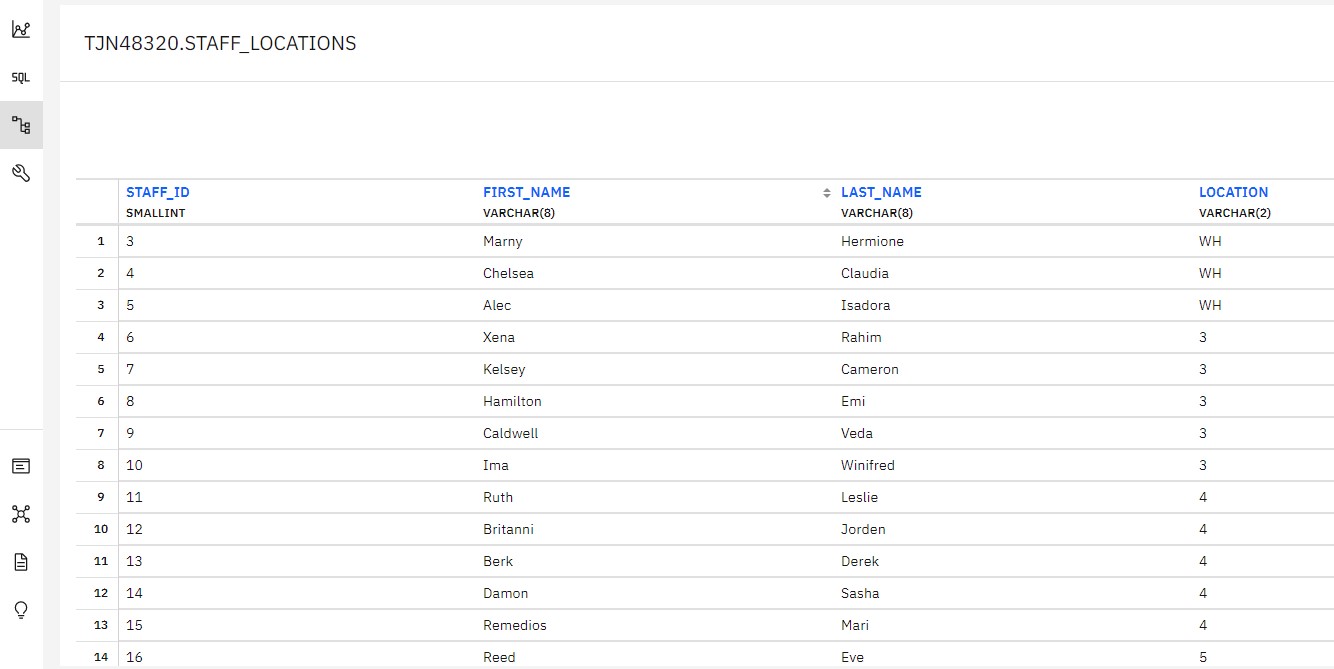 TJN48320.STAFF_LOCATIONS
SQL
STAFF_ID FIRST_NAME LAST_NAME LOCATION
SMALLINT VARCHAR(8) VARCHAR(8) VARCHAR(2)
1 3 Marny Hermione WH
2 4 Chelsea Claudia WH
3 5 Alec Isadora WH
4 6 Xena Rahim 3
5 7 Kelsey Cameron 3
6 8 Hamilton Emi 3
7 9 Caldwell Veda 3
8 10 Ima Winifred 3
9 11 Ruth Leslie 4
10 12 Britanni Jorden 4
11 13 Berk Derek 4
12 14 Damon Sasha 4
13 15 Remedios Mari 4
14 16 Reed Eve 5